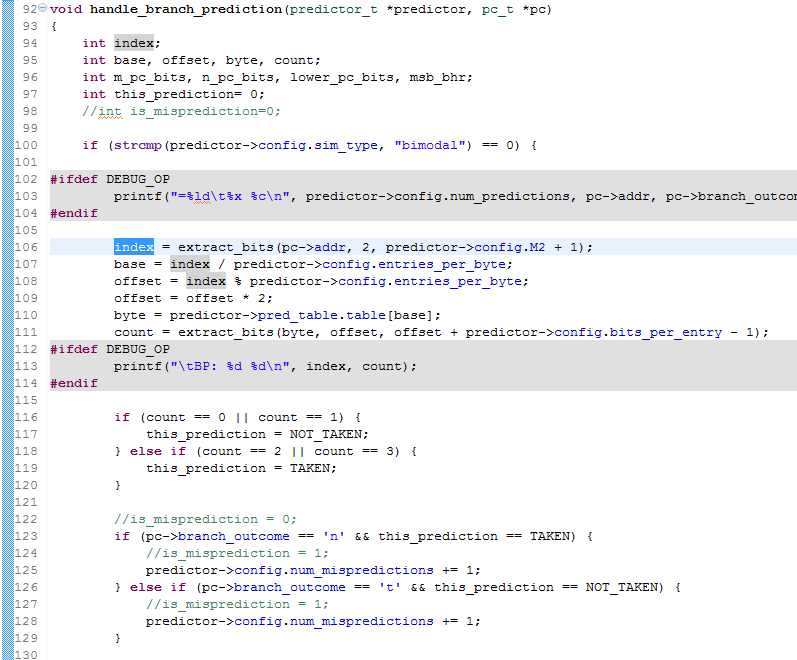 92 void handle_branch_prediction(predictor_t *predictor, pc_t *pc)
93 {
94     int index;
95     int base, offset, byte, count;
96     int m_pc_bits, n_pc_bits, lower_pc_bits, msb_bhr;
97     int this_prediction= 0;
98     //int is_misprediction=0;
99
100     if (strcmp(predictor->config.sim_type, "bimodal") == 0) {
101
102 #ifdef DEBUG_OP
103         printf("=%ld\t%x %c\n", predictor->config.num_predictions, pc->addr, pc->branch_outcom
104 #endif
105
106         index = extract_bits(pc->addr, 2, predictor->config.M2 + 1);
107         base = index / predictor->config.entries_per_byte;
108         offset = index % predictor->config.entries_per_byte;
109         offset = offset * 2;
110         byte = predictor->pred_table.table[base];
111         count = extract_bits(byte, offset, offset + predictor->config.bits_per_entry - 1);
112 #ifdef DEBUG_OP
113         printf("\tBP: %d %d\n", index, count);
114 #endif
115
116         if (count == 0 || count == 1) {
117             this_prediction = NOT_TAKEN;
118         } else if (count == 2 || count == 3) {
119             this_prediction = TAKEN;
120         }
121
122         //is_misprediction = 0;
123         if (pc->branch_outcome == 'n' && this_prediction == TAKEN) {
124             //is_misprediction = 1;
125             predictor->config.num_mispredictions += 1;
126         } else if (pc->branch_outcome == 't' && this_prediction == NOT_TAKEN) {
127             //is_misprediction = 1;
128             predictor->config.num_mispredictions += 1;
129         }
130